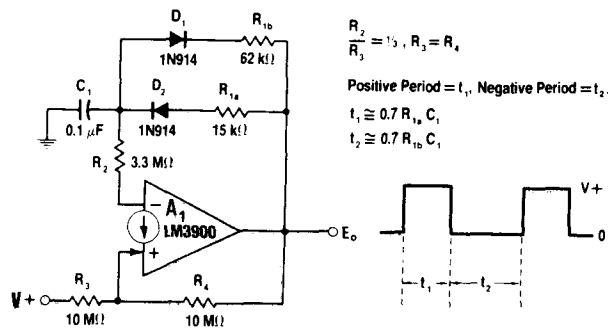 D₁
R₁b
1N914
62 kΩ
C₁
0.1 μF
D₂
R₁a
1N914
15 kΩ
R₂
3.3 MΩ
−
A₁
LM3900
+
E₀
V+
R₃
10 MΩ
R₄
10 MΩ
R₂/R₃ = 1/3, R₃ = R₄
Positive Period = t₁, Negative Period = t₂.
t₁ ≅ 0.7 R₁a C₁
t₂ ≅ 0.7 R₁b C₁
V+
0
t₁
t₂